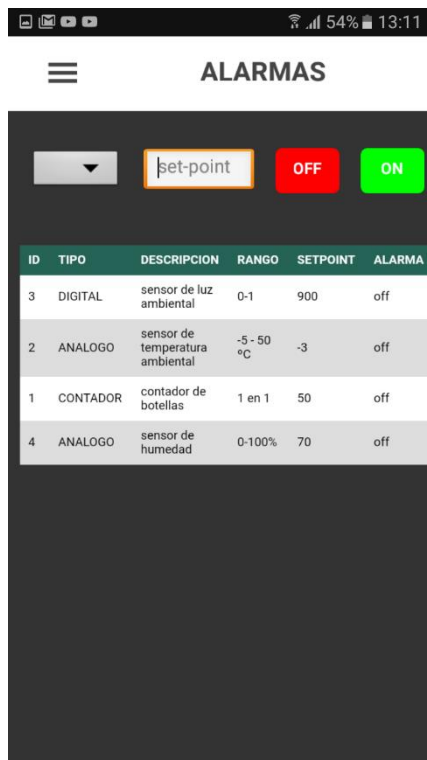 54% 13:11
ALARMAS
set-point OFF ON
ID TIPO DESCRIPCION RANGO SETPOINT ALARMA
3 DIGITAL sensor de luz ambiental 0-1 900 off
2 ANALOGO sensor de temperatura ambiental -5 - 50 ºC -3 off
1 CONTADOR contador de botellas 1 en 1 50 off
4 ANALOGO sensor de humedad 0-100% 70 off